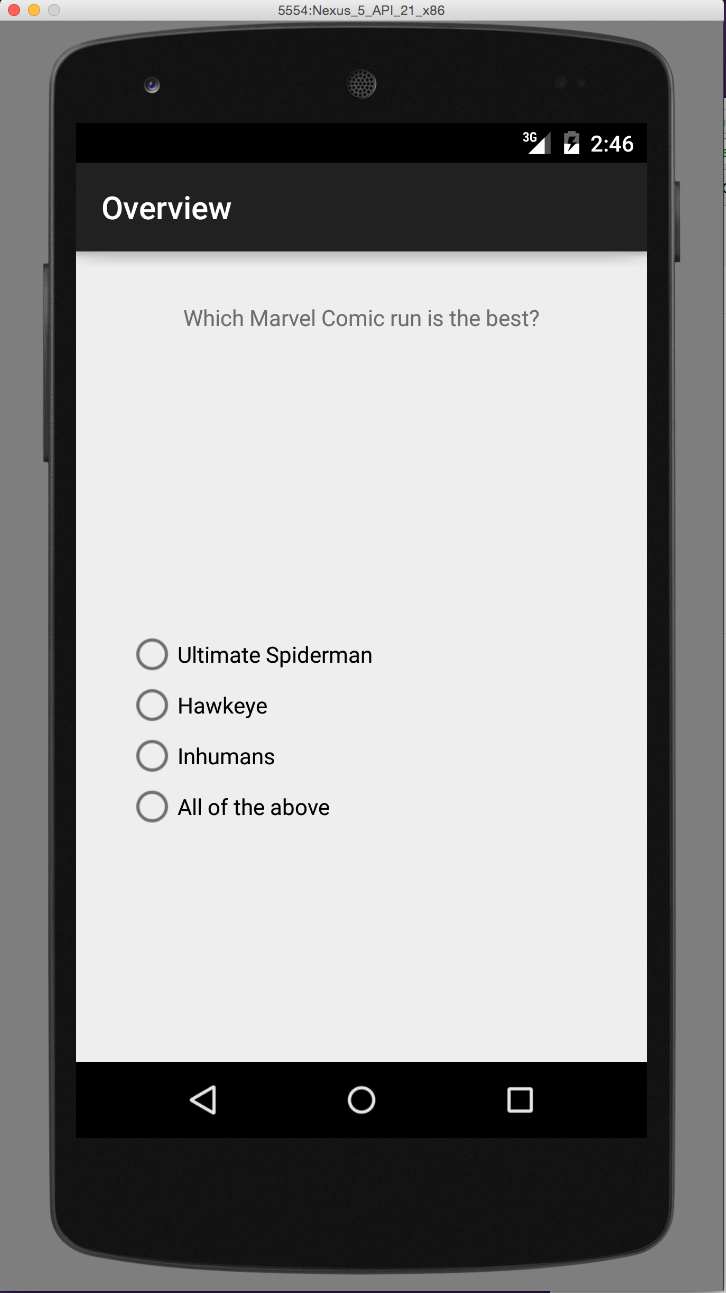 5554:Nexus_5_API_21_x86
3G 2:46
Overview
Which Marvel Comic run is the best?
Ultimate Spiderman
Hawkeye
Inhumans
All of the above